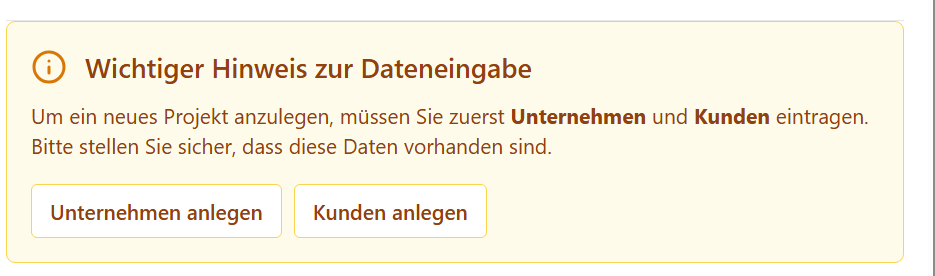 Wichtiger Hinweis zur Dateneingabe
Um ein neues Projekt anzulegen, müssen Sie zuerst Unternehmen und Kunden eintragen.
Bitte stellen Sie sicher, dass diese Daten vorhanden sind.
Unternehmen anlegen
Kunden anlegen